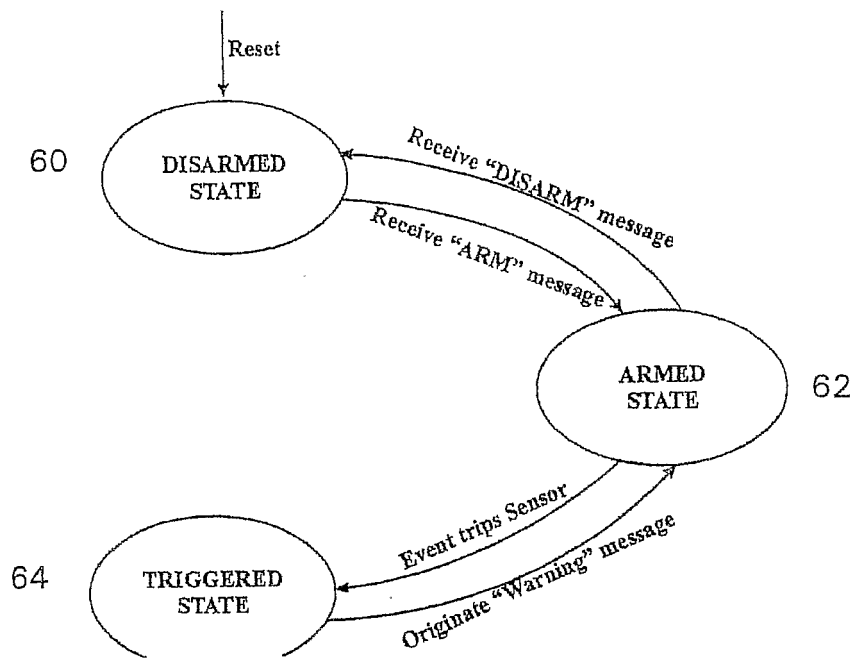 Reset
60
DISARMED
STATE
Receive “DISARM” message
Receive “ARM” message
ARMED
STATE
62
Event trips Sensor
Originate “Warning” message
64
TRIGGERED
STATE